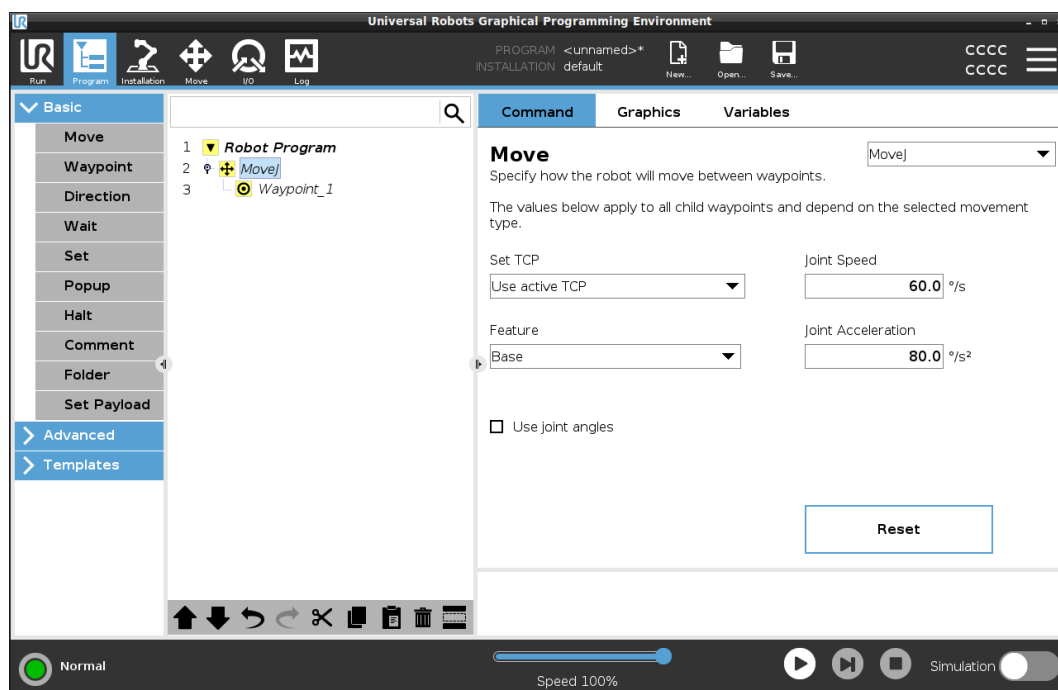 UR
Universal Robots Graphical Programming Environment
UR
PROGRAM <unnamed>*
INSTALLATION default
Run
Program
Installation
Move
I/O
Log
New...
Open...
Save...
CCCC
CCCC
Basic
Move
Waypoint
Direction
Wait
Set
Popup
Halt
Comment
Folder
Set Payload
Advanced
Templates
1 Robot Program
2 MoveJ
3 Waypoint_1
Command Graphics Variables
Move
MoveJ
Specify how the robot will move between waypoints.
The values below apply to all child waypoints and depend on the selected movement
type.
Set TCP
Use active TCP
Joint Speed
60.0 °/s
Feature
Base
Joint Acceleration
80.0 °/s²
Use joint angles
Reset
Normal
Speed 100%
Simulation